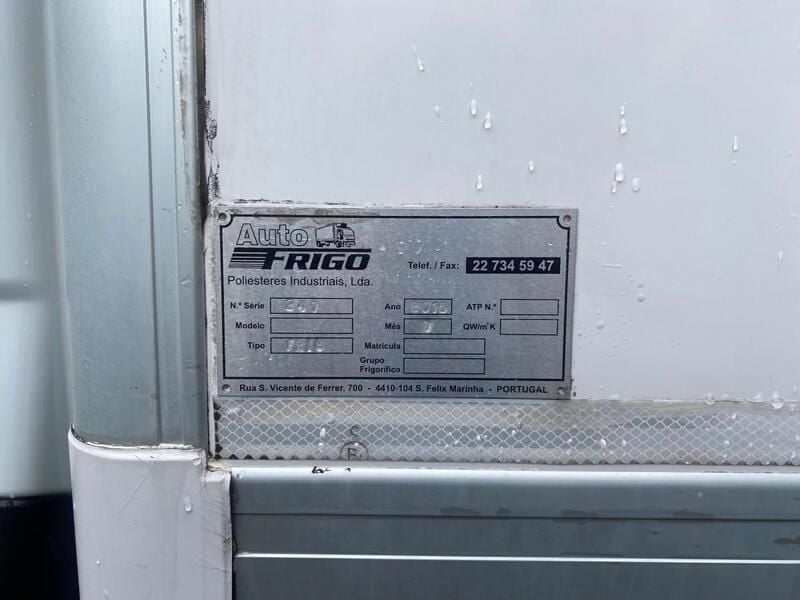 Auto
FRIGO
Poliesteres Industriais, Lda.
Telef. / Fax: 22 734 59 47
N.º Série Ano ATP N.º
Modelo Mês QW/m²K
Tipo Matricula
Grupo
Frigorífico
Rua S. Vicente de Ferrer. 700 - 4410-104 S. Felix Marinha - PORTUGAL